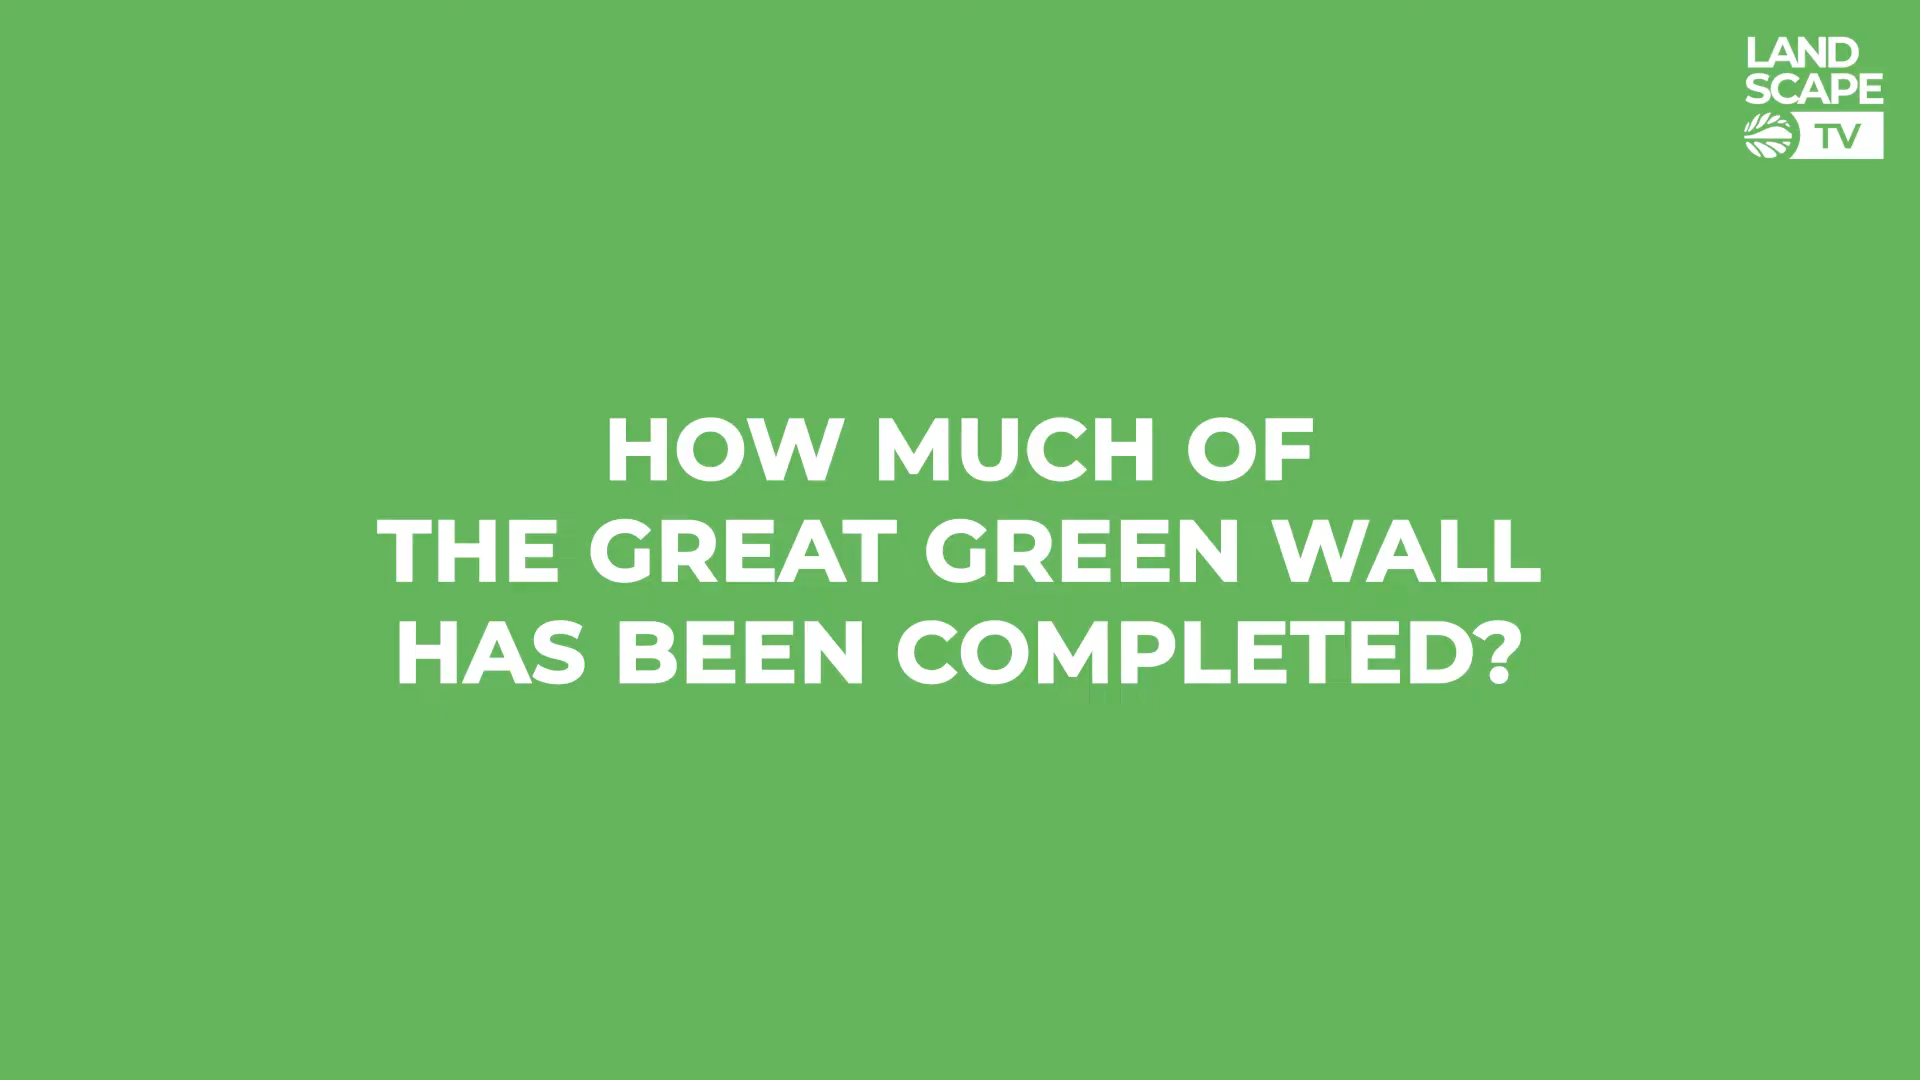 LAND
SCAPE
TV
HOW MUCH OF
THE GREAT GREEN WALL
HAS BEEN COMPLETED?